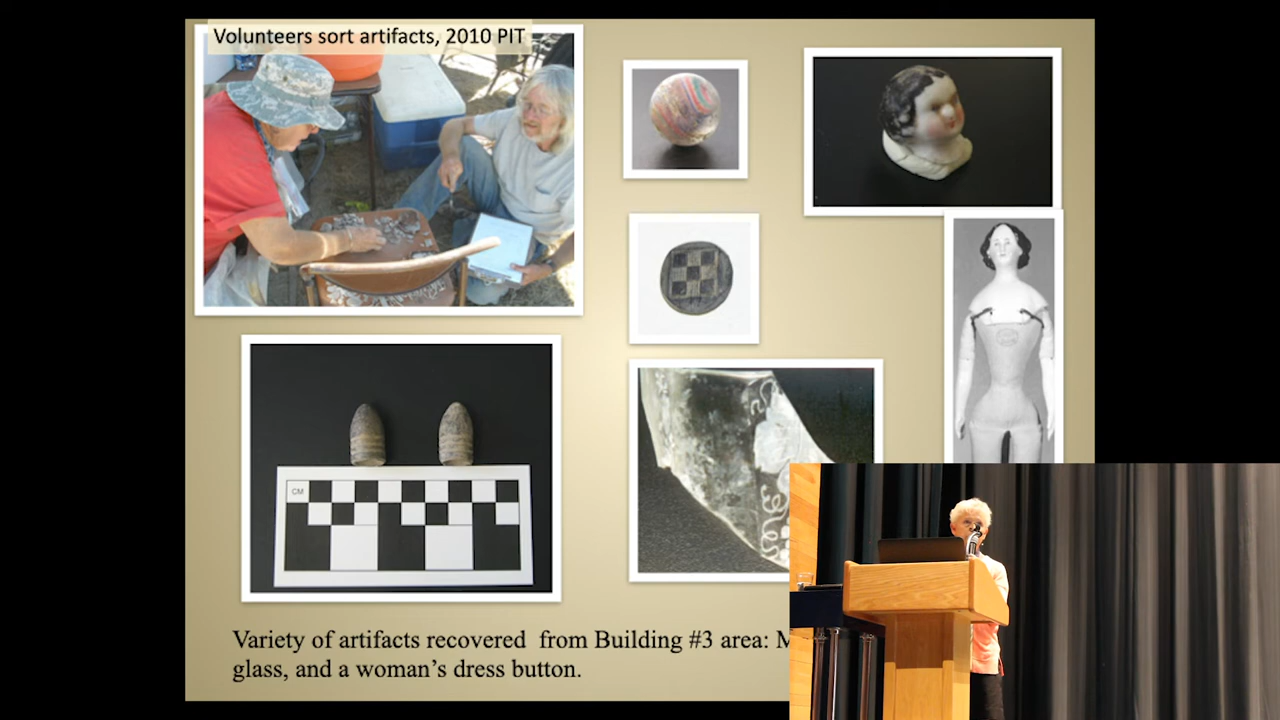 Volunteers sort artifacts, 2010 PIT
CM
Variety of artifacts recovered from Building #3 area:
glass, and a woman's dress button.